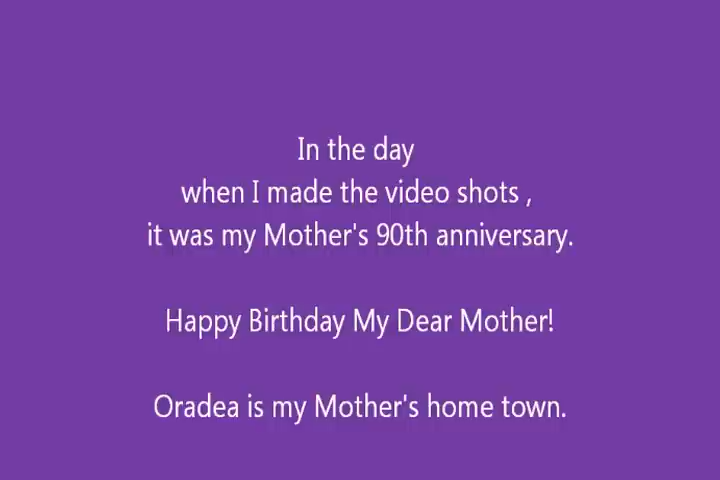 In the day
when I made the video shots ,
it was my Mother's 90th anniversary.
Happy Birthday My Dear Mother!
Oradea is my Mother's home town.